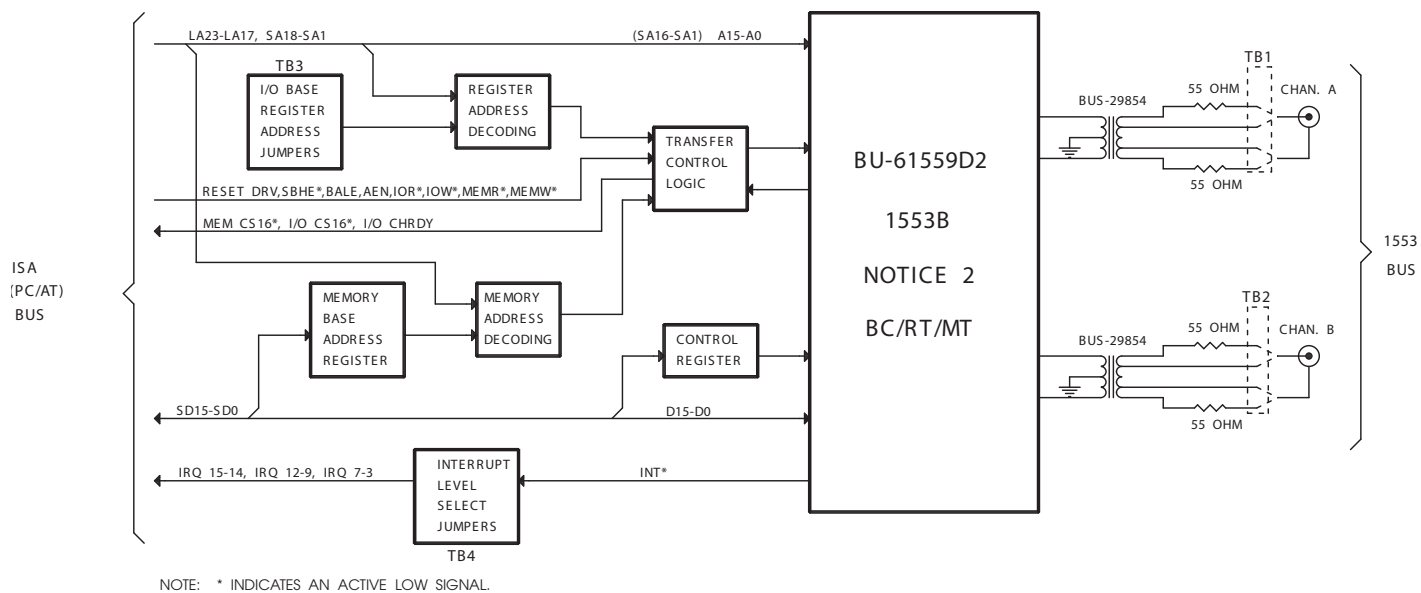 LA23-LA17, SA18-SA1
(SA16-SA1) A15-A0
TB3
I/O BASE
REGISTER
ADDRESS
JUMPERS
REGISTER
ADDRESS
DECODING
TRANSFER
CONTROL
LOGIC
RESET DRV,SBHE*,BALE,AEN,IOR*,IOW*,MEMR*,MEMW*
MEM CS16*, I/O CS16*, I/O CHRDY
ISA
(PC/AT)
BUS
MEMORY
BASE
ADDRESS
REGISTER
MEMORY
ADDRESS
DECODING
CONTROL
REGISTER
SD15-SD0
D15-D0
IRQ 15-14, IRQ 12-9, IRQ 7-3
INTERRUPT
LEVEL
SELECT
JUMPERS
TB4
INT*
BU-61559D2
1553B
NOTICE 2
BC/RT/MT
BUS-29854
55 OHM
TB1
CHAN. A
55 OHM
BUS-29854
55 OHM
TB2
CHAN. B
55 OHM
1553
BUS
NOTE: * INDICATES AN ACTIVE LOW SIGNAL.